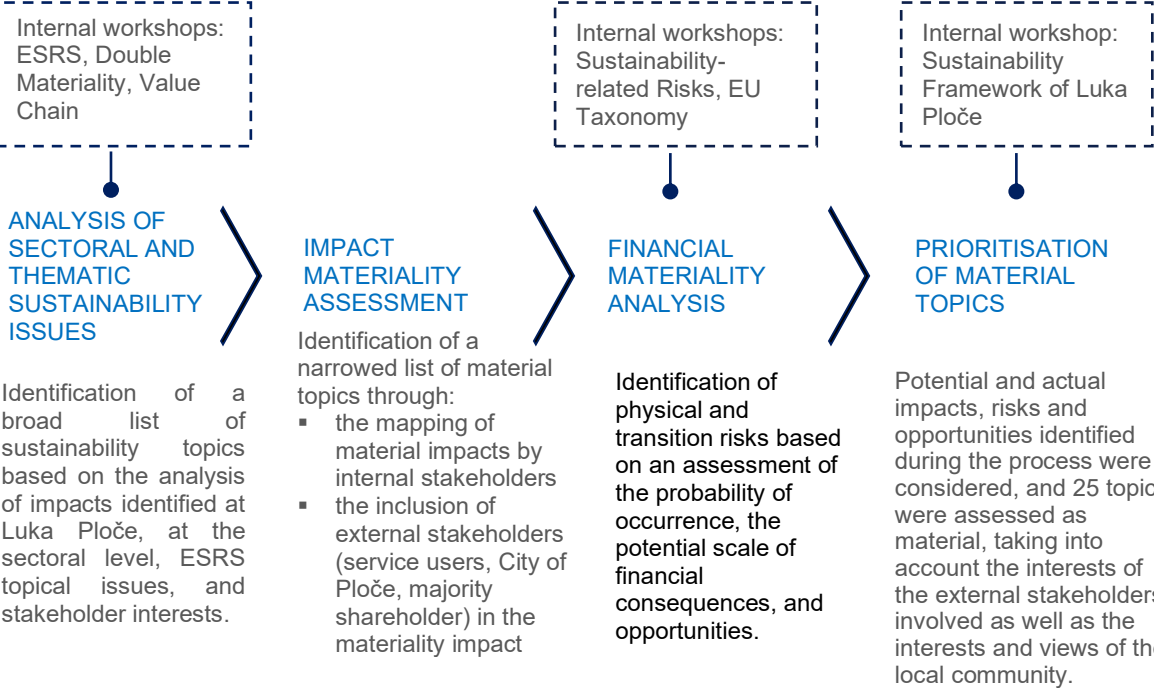 Internal workshops:
ESRS, Double
Materiality, Value
Chain
Internal workshops:
Sustainability-
related Risks, EU
Taxonomy
Internal workshop:
Sustainability
Framework of Luka
Ploče
ANALYSIS OF
SECTORAL AND
THEMATIC
SUSTAINABILITY
ISSUES
Identification of a
broad list of
sustainability topics
based on the analysis
of impacts identified at
Luka Ploče, at the
sectoral level, ESRS
topical issues, and
stakeholder interests.
IMPACT
MATERIALITY
ASSESSMENT
Identification of a
narrowed list of material
topics through:
▪ the mapping of
material impacts by
internal stakeholders
▪ the inclusion of
external stakeholders
(service users, City of
Ploče, majority
shareholder) in the
materiality impact
FINANCIAL
MATERIALITY
ANALYSIS
Identification of
physical and
transition risks based
on an assessment of
the probability of
occurrence, the
potential scale of
financial
consequences, and
opportunities.
PRIORITISATION
OF MATERIAL
TOPICS
Potential and actual
impacts, risks and
opportunities identified
during the process were
considered, and 25 topic
were assessed as
material, taking into
account the interests of
the external stakeholders
involved as well as the
interests and views of the
local community.